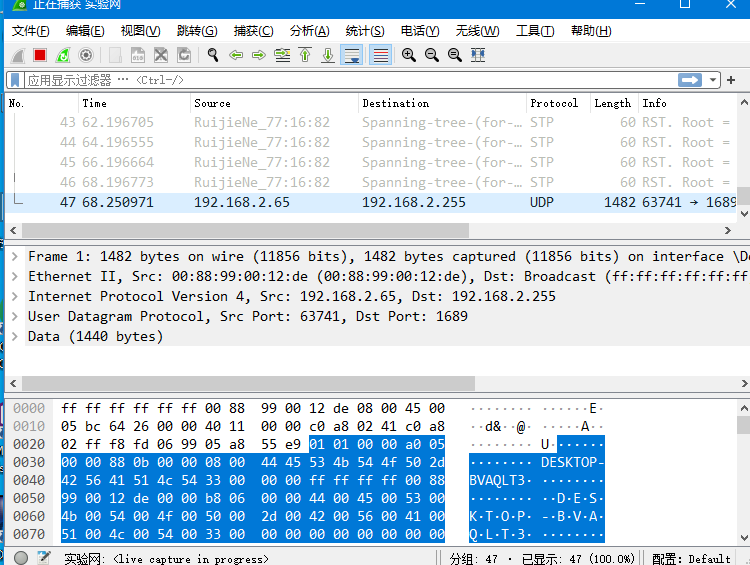 正在捕获 实验网
文件(F) 编辑(E) 视图(V) 跳转(G) 捕获(C) 分析(A) 统计(S) 电话(Y) 无线(W) 工具(T) 帮助(H)
应用显示过滤器 … <Ctrl-/>
No. Time Source Destination Protocol Length Info
43 62.196705 RuijieNe_77:16:82 Spanning-tree-(for-… STP 60 RST. Root =
44 64.196555 RuijieNe_77:16:82 Spanning-tree-(for-… STP 60 RST. Root =
45 66.196664 RuijieNe_77:16:82 Spanning-tree-(for-… STP 60 RST. Root =
46 68.196773 RuijieNe_77:16:82 Spanning-tree-(for-… STP 60 RST. Root =
47 68.250971 192.168.2.65 192.168.2.255 UDP 1482 63741 → 1689
Frame 1: 1482 bytes on wire (11856 bits), 1482 bytes captured (11856 bits) on interface \De
Ethernet II, Src: 00:88:99:00:12:de (00:88:99:00:12:de), Dst: Broadcast (ff:ff:ff:ff:ff:ff
Internet Protocol Version 4, Src: 192.168.2.65, Dst: 192.168.2.255
User Datagram Protocol, Src Port: 63741, Dst Port: 1689
Data (1440 bytes)
0000 ff ff ff ff ff ff 00 88 99 00 12 de 08 00 45 00 ········ ······E·
0010 05 bc 64 26 00 00 40 11 00 00 c0 a8 02 41 c0 a8 ··d&··@· ·····A··
0020 02 ff f8 fd 06 99 05 a8 55 e9 01 01 00 00 a0 05 ········ U·······
0030 00 00 88 0b 00 00 08 00 44 45 53 4b 54 4f 50 2d ········ DESKTOP-
0040 42 56 41 51 4c 54 33 00 00 00 ff ff ff ff 00 88 BVAQLT3· ········
0050 99 00 12 de 00 00 b8 06 00 00 44 00 45 00 53 00 ········ ··D·E·S·
0060 4b 00 54 00 4f 00 50 00 2d 00 42 00 56 00 41 00 K·T·O·P· -·B·V·A·
0070 51 00 4c 00 54 00 33 00 00 00 00 00 00 00 00 00 Q·L·T·3· ········
实验网: <live capture in progress> 分组: 47 · 已显示: 47 (100.0%) 配置: Default